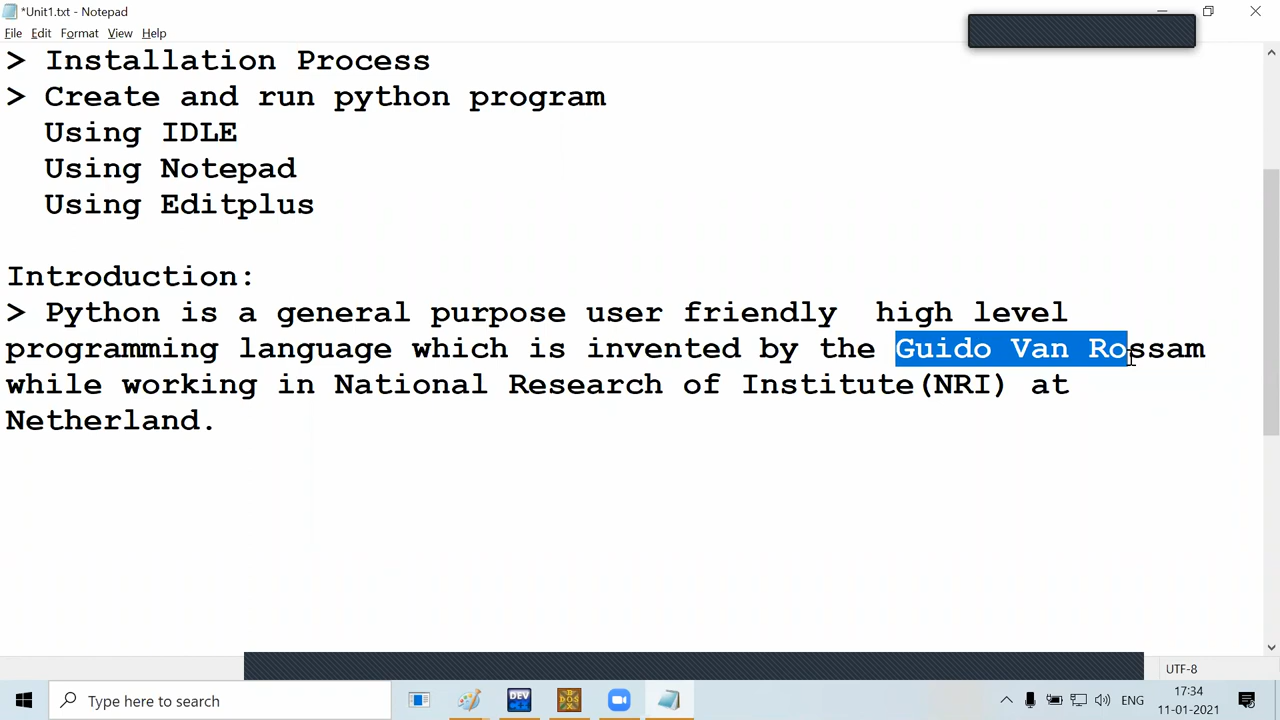 *Unit1.txt - Notepad
File Edit Format View Help
> Installation Process
> Create and run python program
Using IDLE
Using Notepad
Using Editplus
Introduction:
> Python is a general purpose user friendly  high level
programming language which is invented by the Guido Van Rossam
while working in National Research of Institute(NRI) at
Netherland.
UTF-8
Type here to search
DEV
C++
DOS
ENG
17:34
11-01-2021